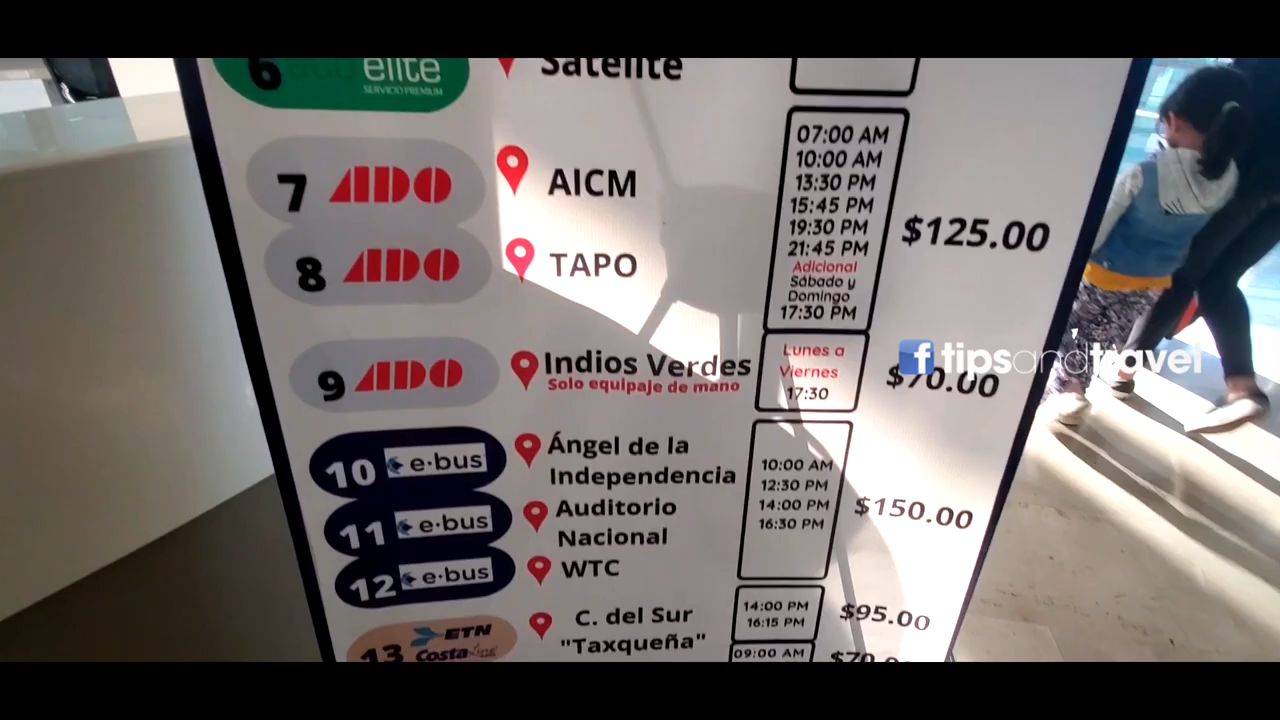 6 élite
SERVICIO PREMIUM
Satélite
7 ADO
AICM
8 ADO
TAPO
07:00 AM
10:00 AM
13:30 PM
15:45 PM
19:30 PM
21:45 PM
Adicional
Sábado y
Domingo
17:30 PM
$125.00
9 ADO
Indios Verdes
Solo equipaje de mano
Lunes a
Viernes
17:30
$70.00
tipsandtravel
10 e·bus
Ángel de la
Independencia
11 e·bus
Auditorio
Nacional
12 e·bus
WTC
10:00 AM
12:30 PM
14:00 PM
16:30 PM
$150.00
13 ETN
Costa Line
C. del Sur
"Taxqueña"
14:00 PM
16:15 PM
$95.00
09:00 AM